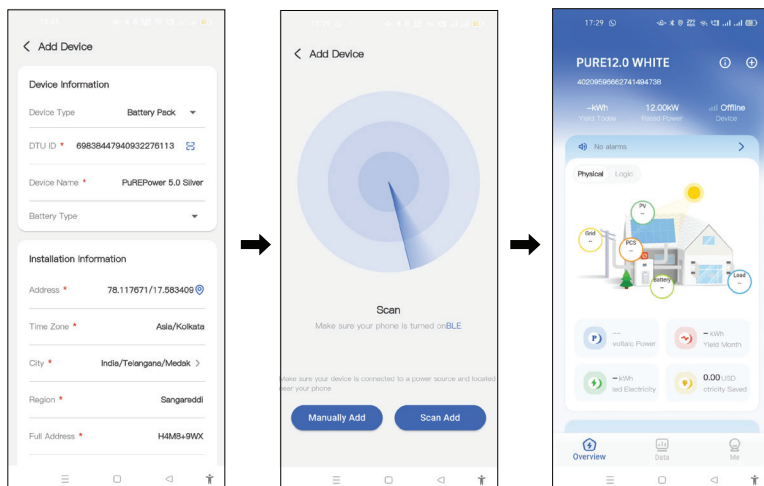 Add Device
Device Information
Device Type Battery Pack
DTU ID * 69838447940932276113
Device Name * PuREPower 5.0 Silver
Battery Type
Installation Information
Address * 78.117671/17.583409
Time Zone * Asia/Kolkata
City * India/Telangana/Medak >
Region * Sangareddi
Full Address * H4M8+9WX
Add Device
Scan
Make sure your phone is turned onBLE
Make sure your device is connected to a power source and located
near your phone
Manually Add Scan Add
17:29
PURE12.0 WHITE
40209596662741494738
–kWh 12.00kW Offline
Yield Today Rated Power Device
No alarms
Physical Logic
PV
--
Grid
--
PCS
--
Battery
--
Load
--
--
voltaic Power
– kWh
Yield Month
– kWh
ied Electricity
0.00 USD
ctricity Saved
Overview Data Me